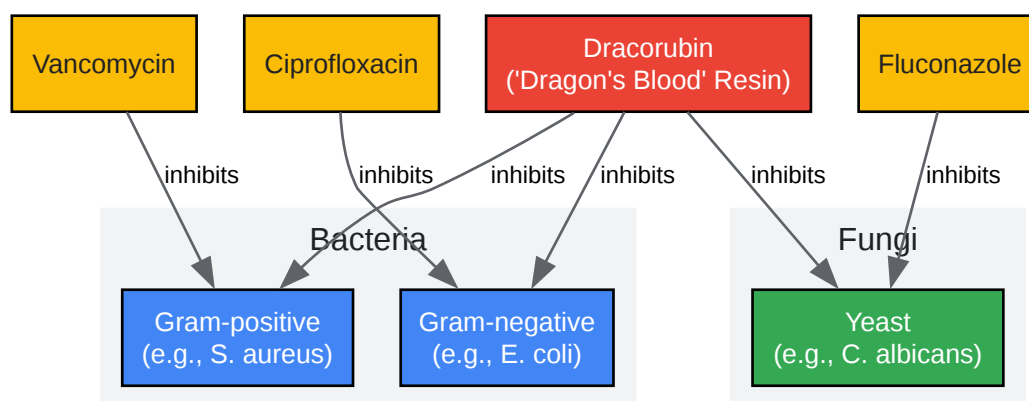 Vancomycin
Ciprofloxacin
Dracorubin
('Dragon's Blood' Resin)
Fluconazole
inhibits
inhibits
inhibits
inhibits
inhibits
inhibits
Bacteria
Fungi
Gram-positive
(e.g., S. aureus)
Gram-negative
(e.g., E. coli)
Yeast
(e.g., C. albicans)